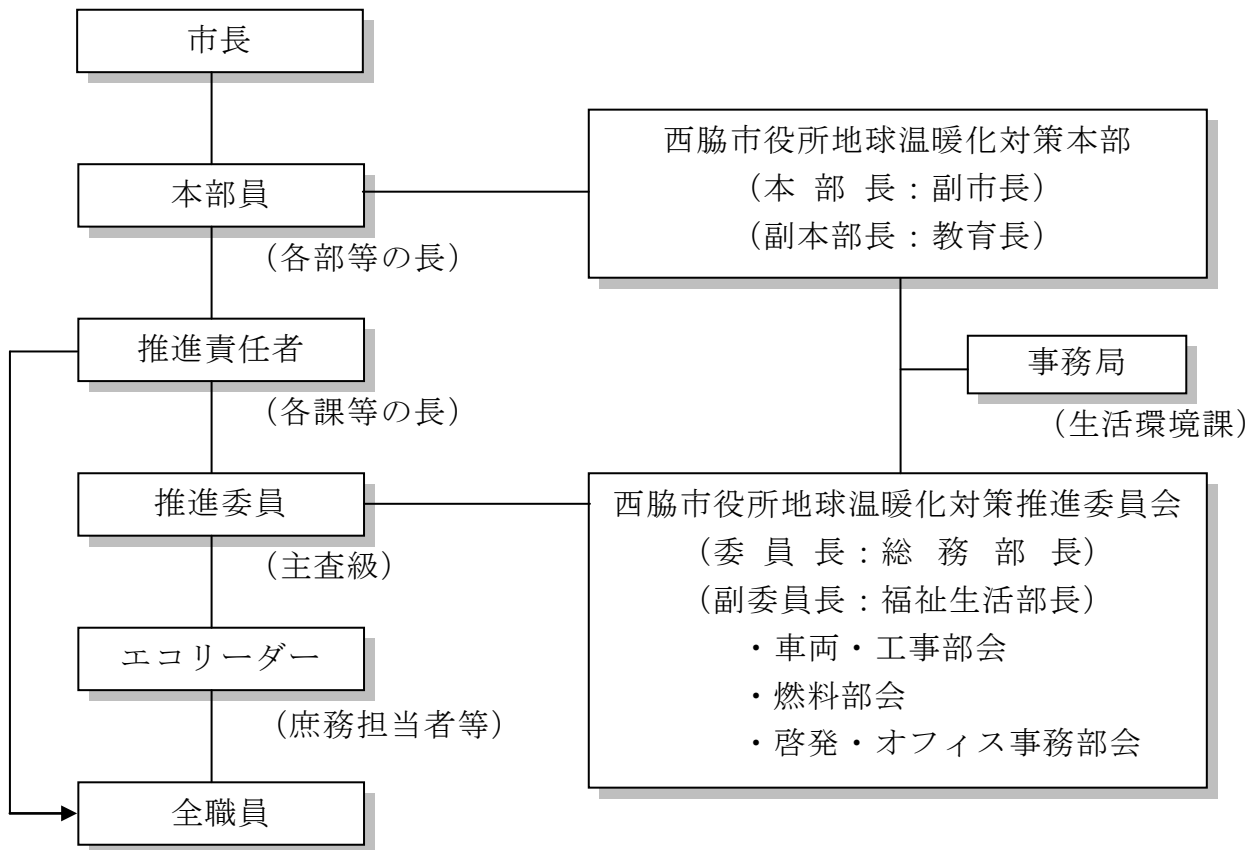 市長
本部員
(各部等の長)
推進責任者
(各課等の長)
推進委員
(主査級)
エコリーダー
(庶務担当者等)
全職員
西脇市役所地球温暖化対策本部
(本 部 長:副市長)
(副本部長:教育長)
事務局
(生活環境課)
西脇市役所地球温暖化対策推進委員会
(委 員 長:総 務 部 長)
(副委員長:福祉生活部長)
・車両・工事部会
・燃料部会
・啓発・オフィス事務部会